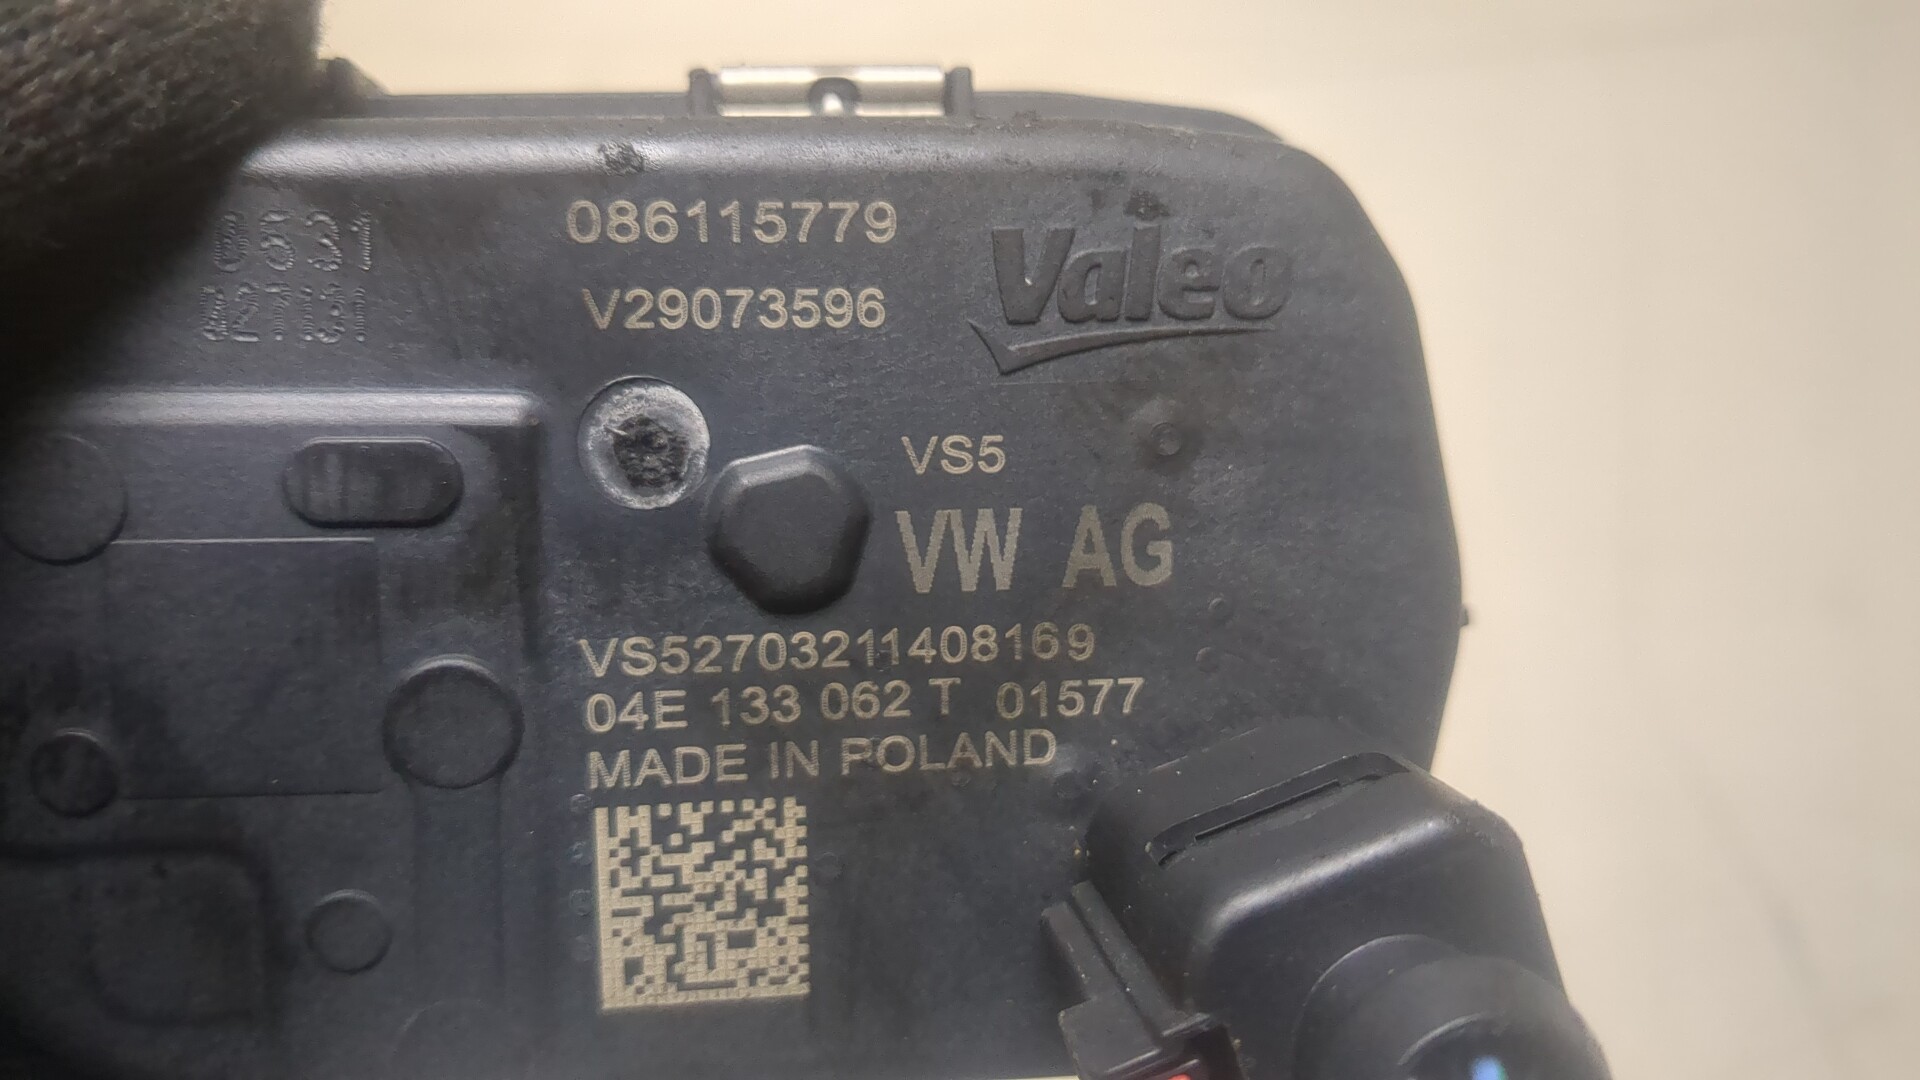 086115779
V29073596
Valeo
VS5
VW AG
VS52703211408169
04E 133 062 T 01577
MADE IN POLAND